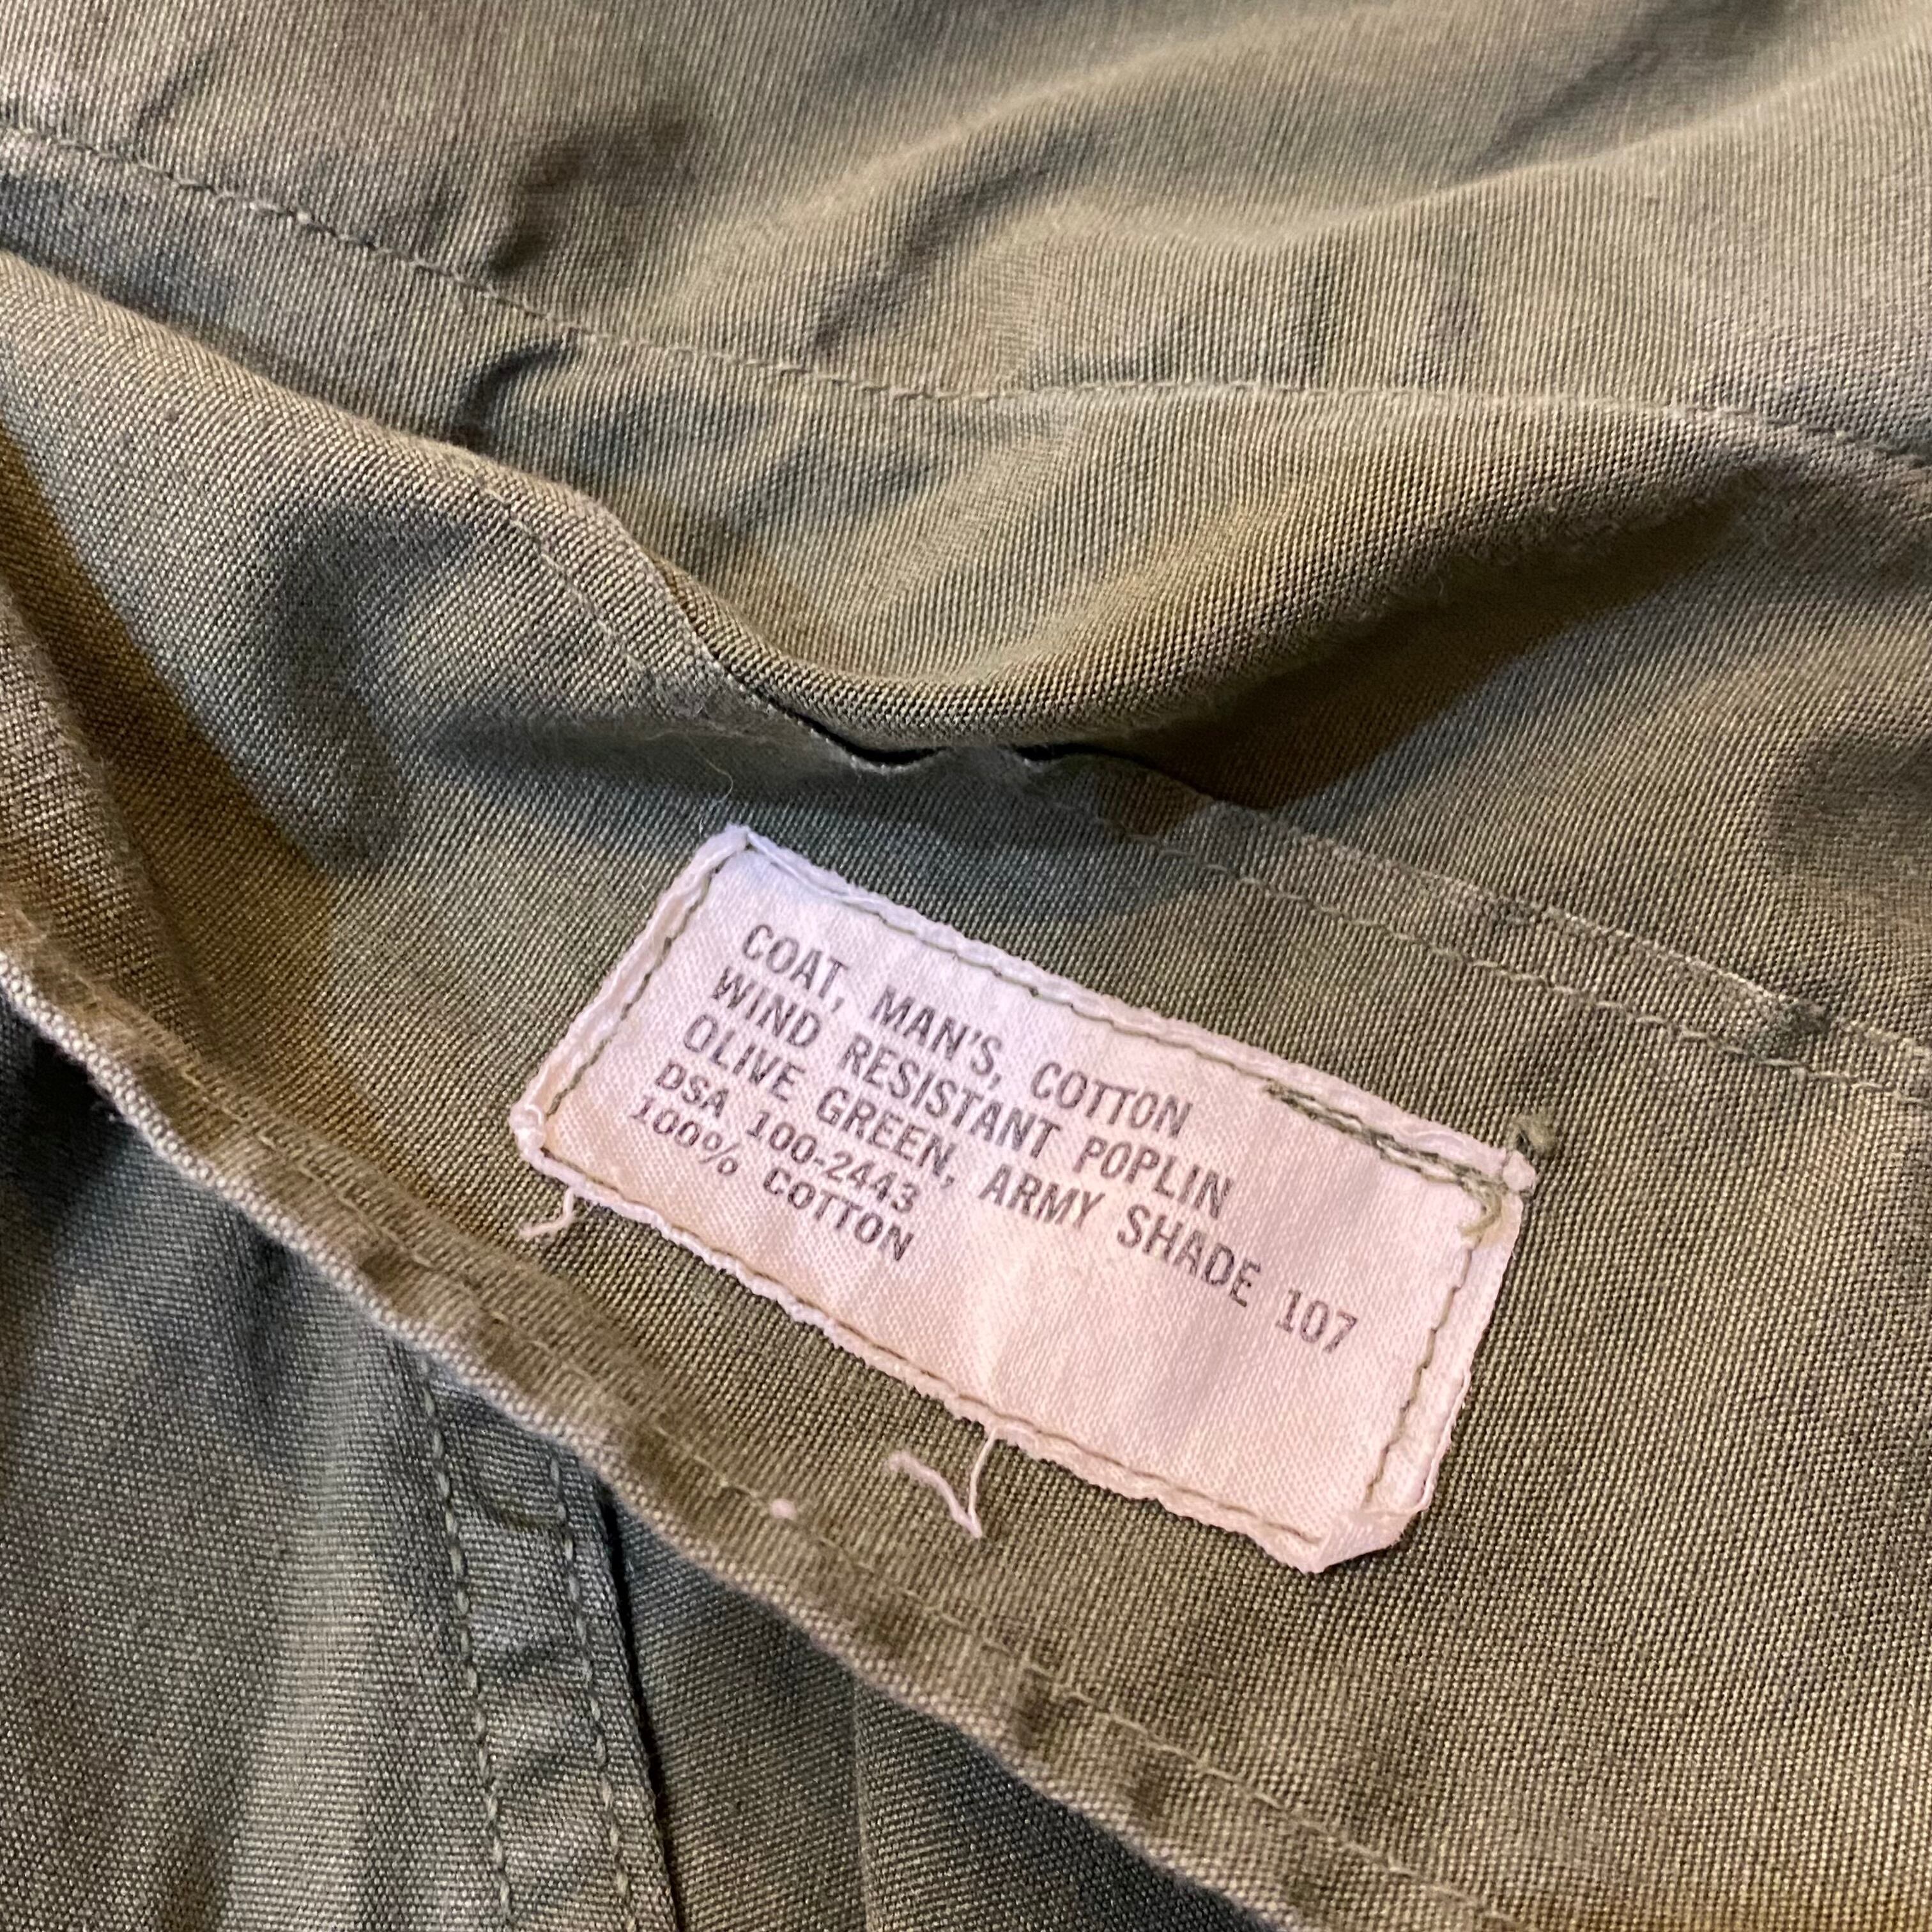 COAT, MAN'S, COTTON
WIND RESISTANT POPLIN
OLIVE GREEN, ARMY SHADE 107
DSA 100-2443
100% COTTON